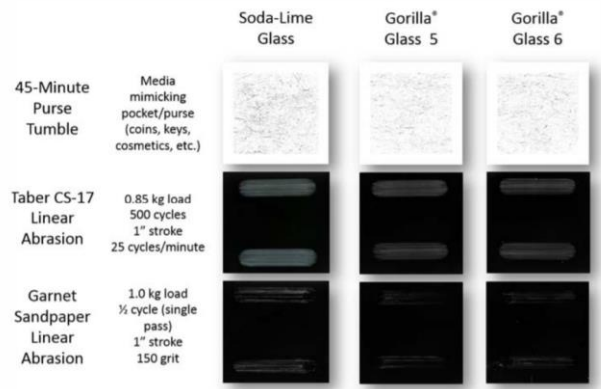 Soda-Lime
Glass
Gorilla®
Glass 5
Gorilla®
Glass 6
45-Minute
Purse
Tumble
Media
mimicking
pocket/purse
(coins, keys,
cosmetics, etc.)
Taber CS-17
Linear
Abrasion
0.85 kg load
500 cycles
1” stroke
25 cycles/minute
Garnet
Sandpaper
Linear
Abrasion
1.0 kg load
½ cycle (single
pass)
1” stroke
150 grit